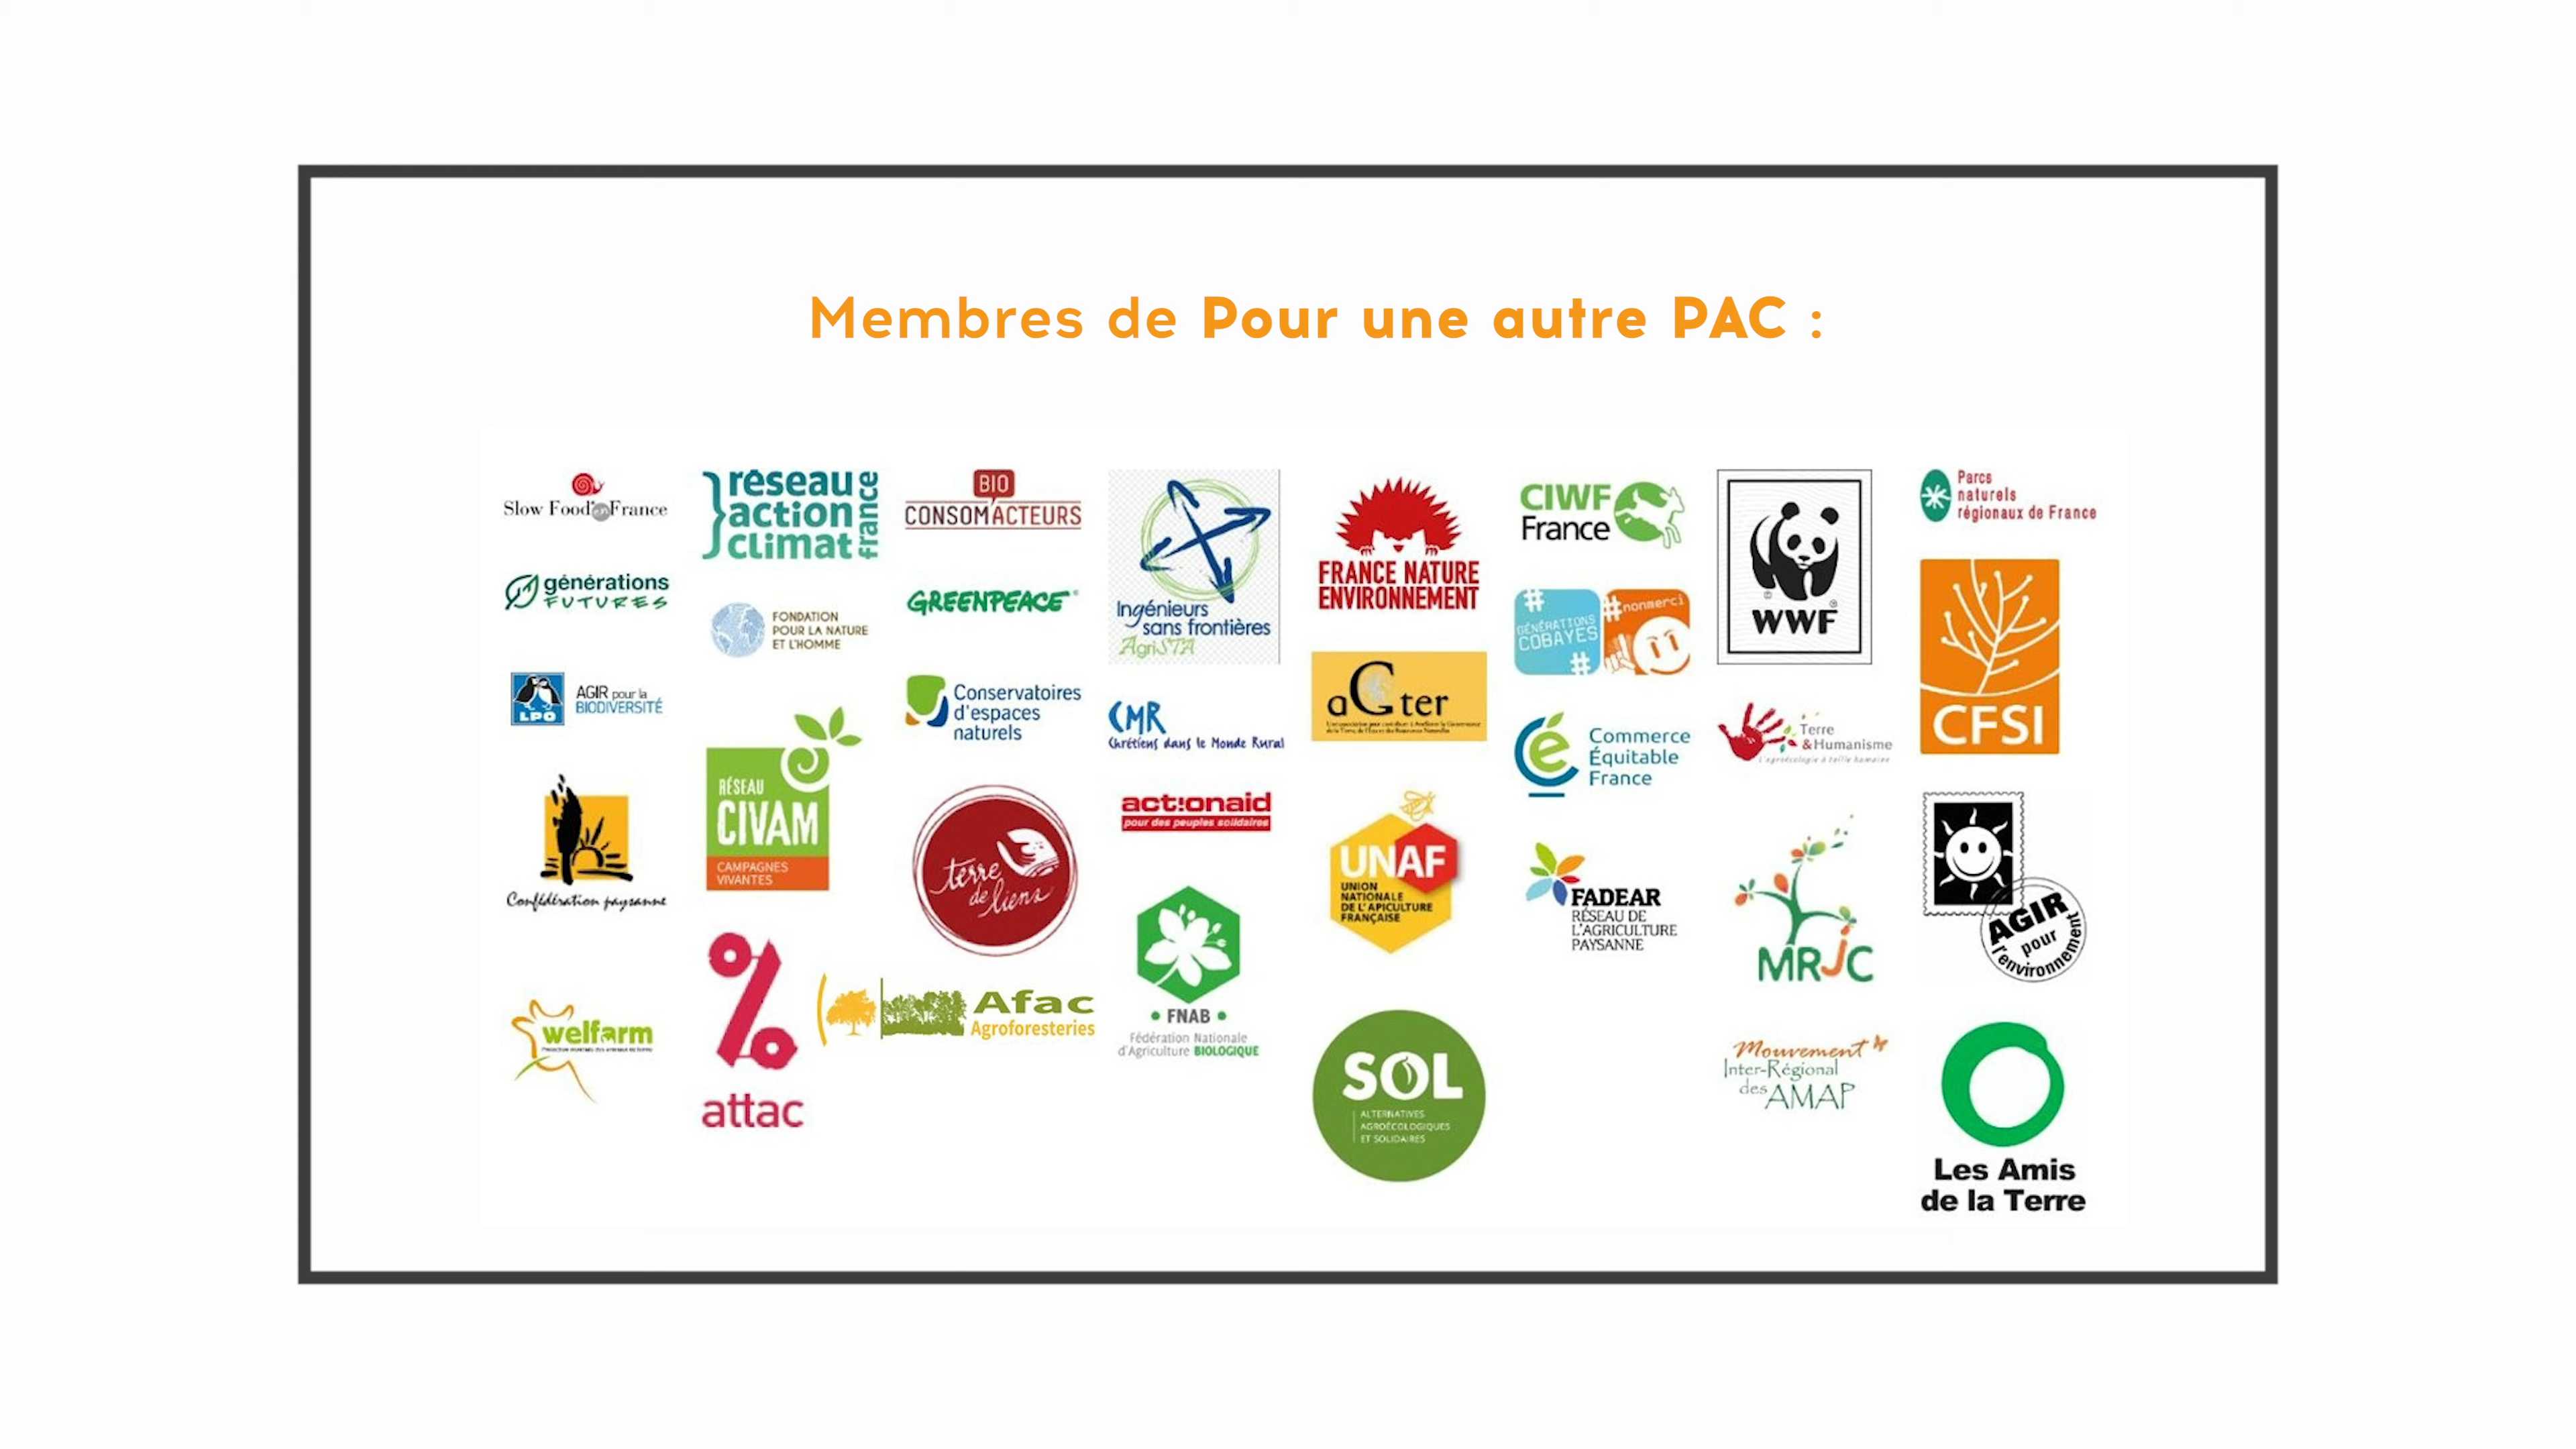 Membres de Pour une autre PAC :
Slow Food en France
générations
FUTURES
LPO
AGIR pour la
BIODIVERSITÉ
Confédération paysanne
welfarm
réseau
action
climat
france
FONDATION
POUR LA NATURE
ET L'HOMME
RÉSEAU
CIVAM
CAMPAGNES
VIVANTES
attac
BIO
CONSOM'ACTEURS
GREENPEACE
Conservatoires
d'espaces
naturels
terre
de liens
Afac
Agroforesteries
Ingénieurs
sans frontières
AgriSTA
CMR
Chrétiens dans le Monde Rural
act!onaid
pour des peuples solidaires
• FNAB •
Fédération Nationale
d'Agriculture BIOLOGIQUE
FRANCE NATURE
ENVIRONNEMENT
aGter
UNAF
UNION
NATIONALE
DE L'APICULTURE
FRANÇAISE
SOL
ALTERNATIVES
AGROÉCOLOGIQUES
ET SOLIDAIRES
CIWF
France
#
GÉNÉRATIONS
COBAYES
#
#nonmerci
Commerce
Équitable
France
FADEAR
RÉSEAU DE
L'AGRICULTURE
PAYSANNE
WWF
®
Terre
&Humanisme
L'agroécologie à taille humaine
MRJC
Mouvement
Inter-Régional
des AMAP
Parcs
naturels
régionaux de France
CFSI
AGIR
pour
l'environnement
Les Amis
de la Terre